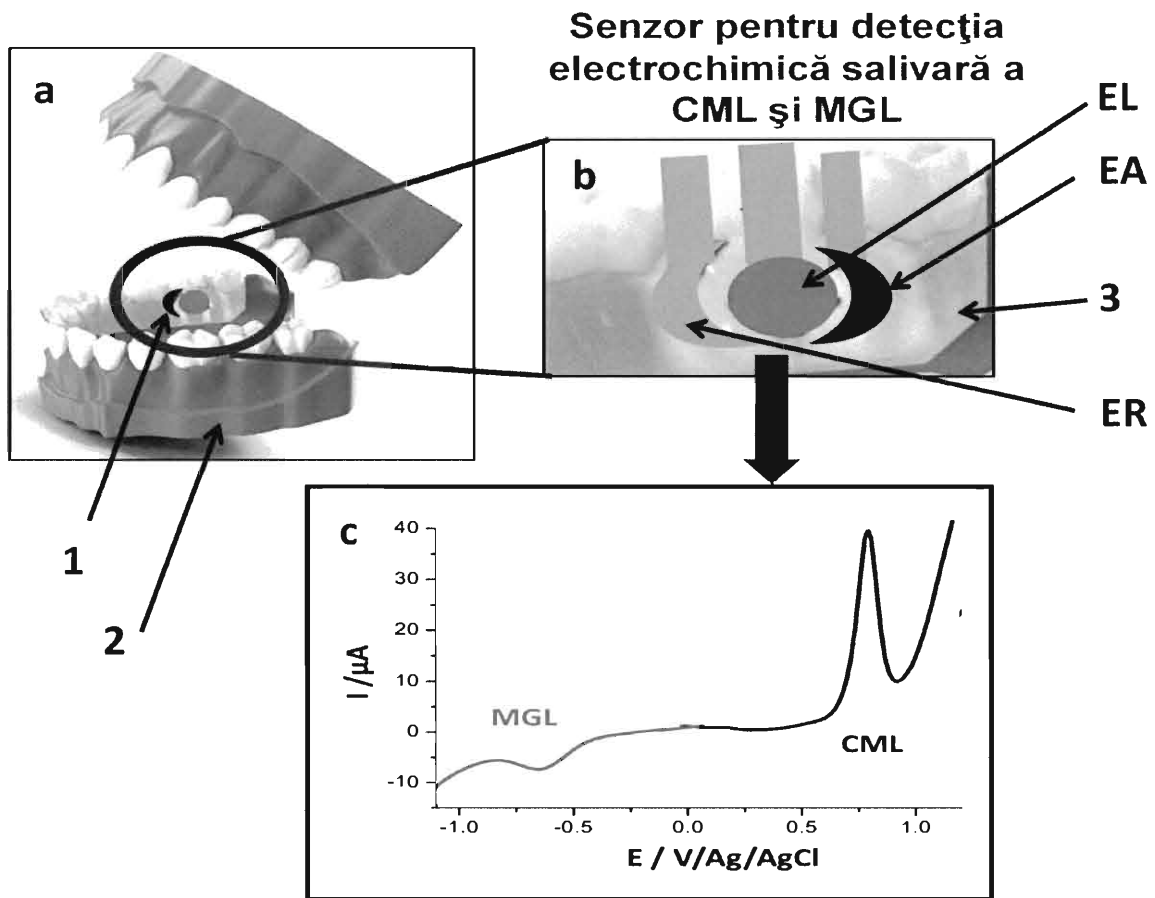 Senzor pentru detecţia
electrochimică salivară a
CML şi MGL
a
b
EL
EA
3
ER
1
2
c
I /µA
40
30
20
10
0
-10
MGL
CML
-1.0 -0.5 0.0 0.5 1.0
E / V/Ag/AgCl